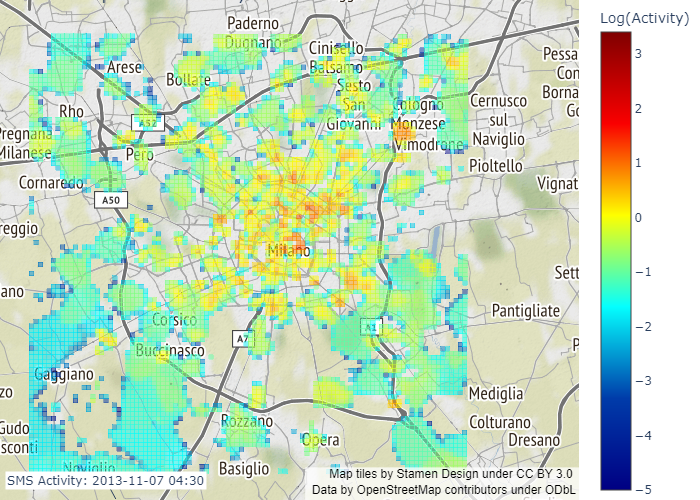 Log(Activity)
3
2
1
0
−1
−2
−3
−4
−5
Paderno
Dugnano
Cinisello
Balsamo
Arese
Bollate
Sesto
San
Giovanni
Rho
A52
Cologno
Monzese
Vimodrone
Cernusco
sul
Naviglio
Pessa
Con
Borna
Go
Pregnana
Milanese
Pero
Pioltello
Cornaredo
A50
Vignat
reggio
Milano
Sett
ano
Pantigliate
Corsico
A7
A1
P
Buccinasco
Gaggiano
zo
Mediglia
Gudo
sconti
Rozzano
Opera
Colturano
Dresano
Noviglio
Basiglio
SMS Activity: 2013-11-07 04:30
Map tiles by Stamen Design under CC BY 3.0
Data by OpenStreetMap contributors under ODbL